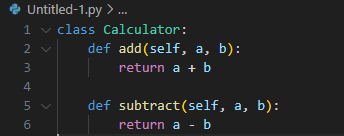 Untitled-1.py > ...
1 class Calculator:
2     def add(self, a, b):
3         return a + b
4
5     def subtract(self, a, b):
6         return a - b